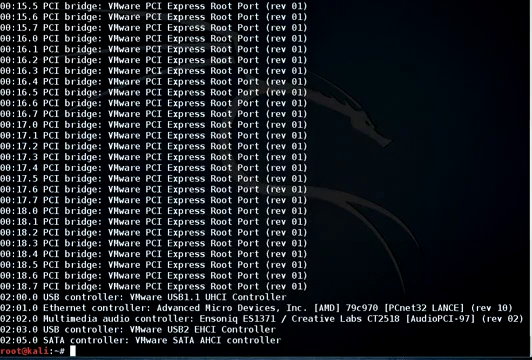 00:15.5 PCI bridge: VMware PCI Express Root Port (rev 01)
00:15.6 PCI bridge: VMware PCI Express Root Port (rev 01)
00:15.7 PCI bridge: VMware PCI Express Root Port (rev 01)
00:16.0 PCI bridge: VMware PCI Express Root Port (rev 01)
00:16.1 PCI bridge: VMware PCI Express Root Port (rev 01)
00:16.2 PCI bridge: VMware PCI Express Root Port (rev 01)
00:16.3 PCI bridge: VMware PCI Express Root Port (rev 01)
00:16.4 PCI bridge: VMware PCI Express Root Port (rev 01)
00:16.5 PCI bridge: VMware PCI Express Root Port (rev 01)
00:16.6 PCI bridge: VMware PCI Express Root Port (rev 01)
00:16.7 PCI bridge: VMware PCI Express Root Port (rev 01)
00:17.0 PCI bridge: VMware PCI Express Root Port (rev 01)
00:17.1 PCI bridge: VMware PCI Express Root Port (rev 01)
00:17.2 PCI bridge: VMware PCI Express Root Port (rev 01)
00:17.3 PCI bridge: VMware PCI Express Root Port (rev 01)
00:17.4 PCI bridge: VMware PCI Express Root Port (rev 01)
00:17.5 PCI bridge: VMware PCI Express Root Port (rev 01)
00:17.6 PCI bridge: VMware PCI Express Root Port (rev 01)
00:17.7 PCI bridge: VMware PCI Express Root Port (rev 01)
00:18.0 PCI bridge: VMware PCI Express Root Port (rev 01)
00:18.1 PCI bridge: VMware PCI Express Root Port (rev 01)
00:18.2 PCI bridge: VMware PCI Express Root Port (rev 01)
00:18.3 PCI bridge: VMware PCI Express Root Port (rev 01)
00:18.4 PCI bridge: VMware PCI Express Root Port (rev 01)
00:18.5 PCI bridge: VMware PCI Express Root Port (rev 01)
00:18.6 PCI bridge: VMware PCI Express Root Port (rev 01)
00:18.7 PCI bridge: VMware PCI Express Root Port (rev 01)
02:00.0 USB controller: VMware USB1.1 UHCI Controller
02:01.0 Ethernet controller: Advanced Micro Devices, Inc. [AMD] 79c970 [PCnet32 LANCE] (rev 10)
02:02.0 Multimedia audio controller: Ensoniq ES1371 / Creative Labs CT2518 [AudioPCI-97] (rev 02)
02:03.0 USB controller: VMware USB2 EHCI Controller
02:05.0 SATA controller: VMware SATA AHCI controller
root@kali:~#